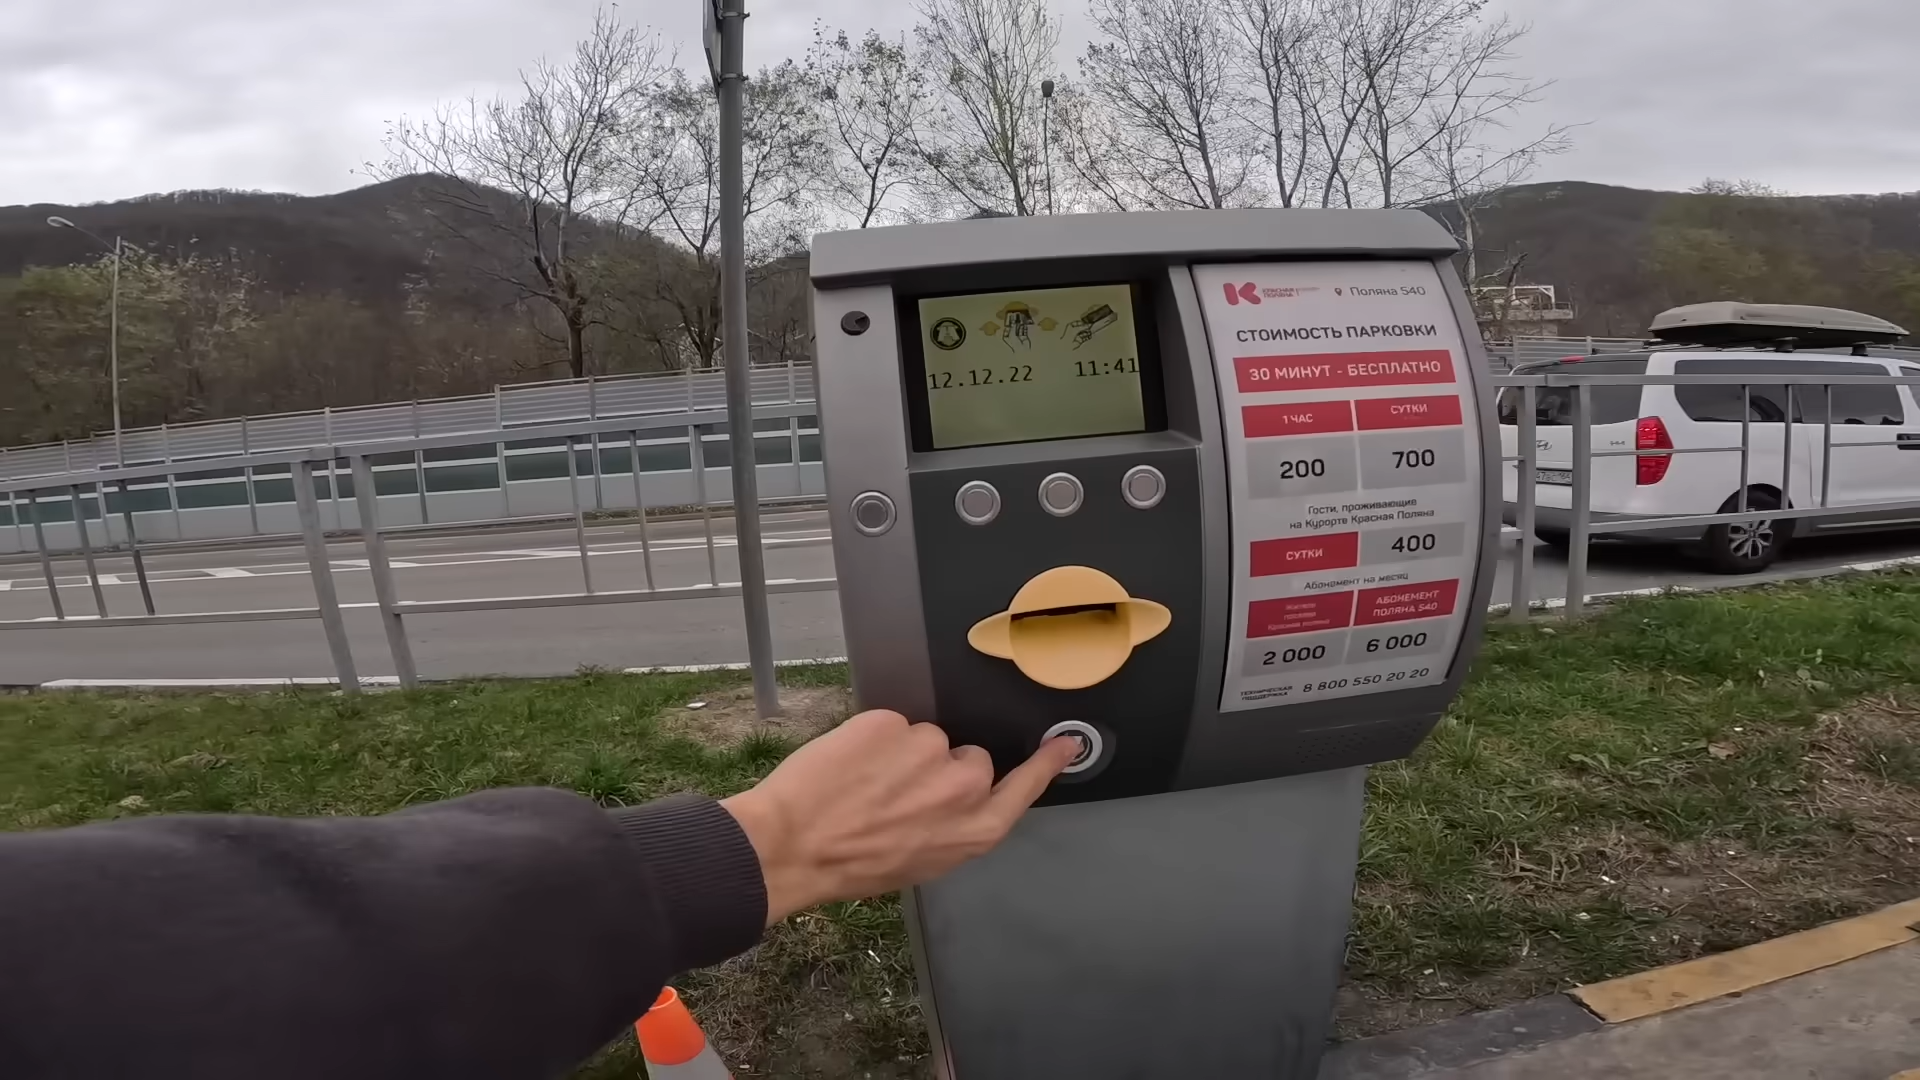 12.12.22 11:41
КРАСНАЯ ПОЛЯНА
Поляна 540
СТОИМОСТЬ ПАРКОВКИ
30 МИНУТ - БЕСПЛАТНО
1 ЧАС СУТКИ
200 700
Гости, проживающие
на Курорте Красная Поляна
СУТКИ 400
Абонемент на месяц
Красная поляна
АБОНЕМЕНТ
ПОЛЯНА 540
2 000 6 000
ТЕХНИЧЕСКАЯ
ПОДДЕРЖКА
8 800 550 20 20